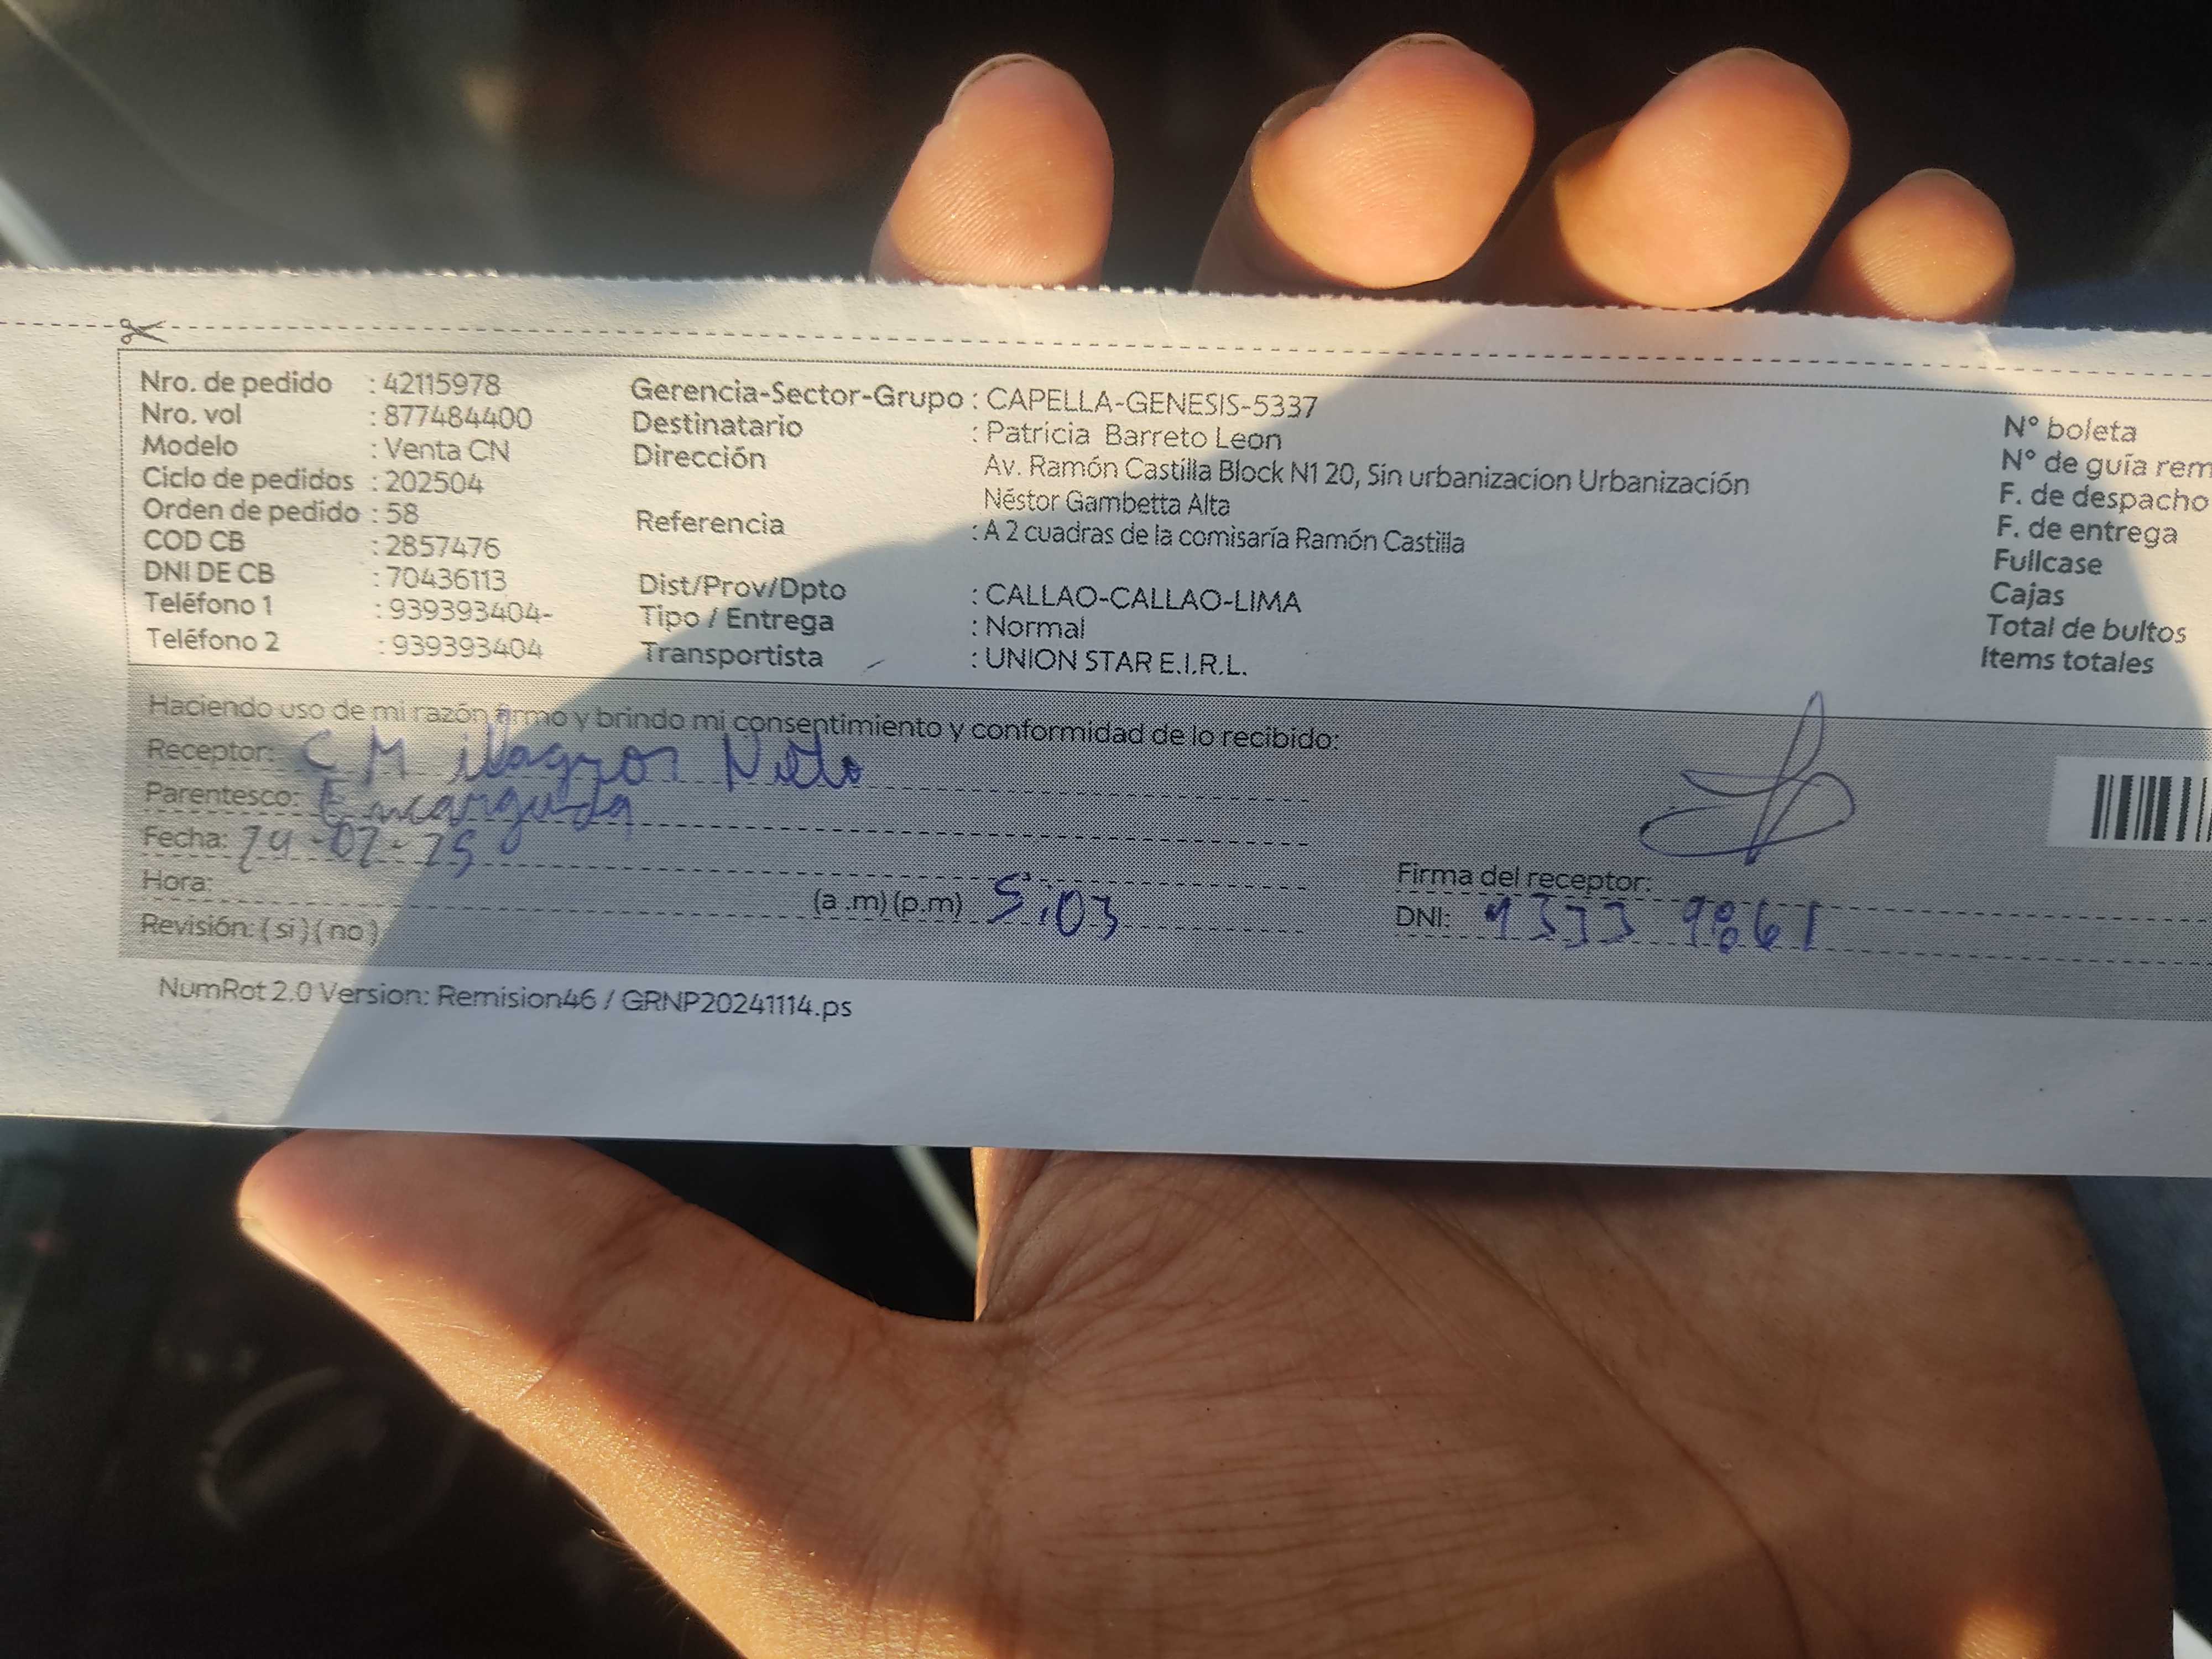 Nro. de pedido : 42115978
Nro. vol : 877484400
Modelo : Venta CN
Ciclo de pedidos : 202504
Orden de pedido : 58
COD CB : 2857476
DNI DE CB : 70436113
Teléfono 1 : 939393404-
Teléfono 2 : 939393404
Gerencia-Sector-Grupo : CAPELLA-GENESIS-5337
Destinatario : Patricia Barreto Leon
Dirección Av. Ramón Castilla Block N1 20, Sin urbanizacion Urbanización
Néstor Gambetta Alta
Referencia : A 2 cuadras de la comisaría Ramón Castilla
Dist/Prov/Dpto : CALLAO-CALLAO-LIMA
Tipo / Entrega : Normal
Transportista : UNION STAR E.I.R.L.
N° boleta
N° de guía rem
F. de despacho
F. de entrega
Fullcase
Cajas
Total de bultos
Items totales
Haciendo uso de mi razón firmo y brindo mi consentimiento y conformidad de lo recibido:
Receptor: Milagros Nieto
Parentesco: Encargada
Fecha:
Hora: (a .m) (p.m) 5:03
Revisión: ( si ) ( no )
Firma del receptor:
DNI:
NumRot 2.0 Version: Remision46 / GRNP20241114.ps